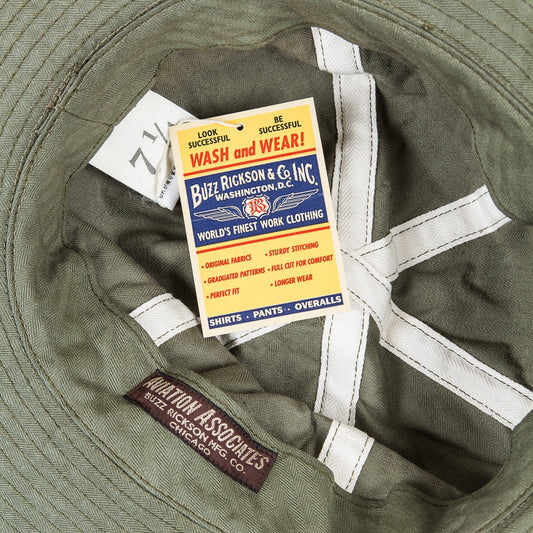 LOOK SUCCESSFUL
BE SUCCESSFUL
WASH and WEAR!
BUZZ RICKSON & Co. INC.
WASHINGTON, D.C.
BR
WORLD'S FINEST WORK CLOTHING
• ORIGINAL FABRICS
• GRADUATED PATTERNS
• PERFECT FIT
• STURDY STITCHING
• FULL CUT FOR COMFORT
• LONGER WEAR
SHIRTS • PANTS • OVERALLS
7 1/
AVIATION ASSOCIATES
BUZZ RICKSON MFG. CO.
CHICAGO